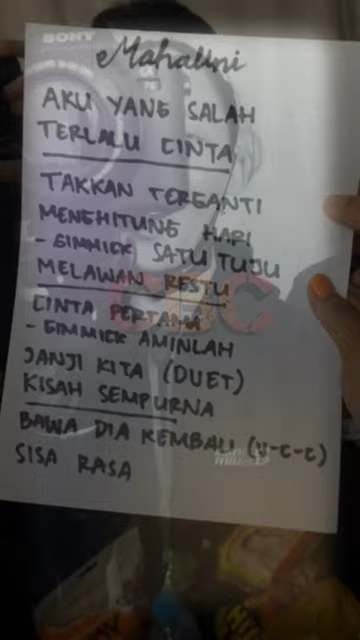 SONY
Mahalini
AKU YANG SALAH
TERLALU CINTA
TAKKAN TERGANTI
MENGHITUNG HARI
- GIMMICK SATU TUJU
MELAWAN RESTU
CINTA PERTAMA
- GIMMICK AMINLAH
JANJI KITA (DUET)
KISAH SEMPURNA
BAWA DIA KEMBALI (V-C-C)
SISA RASA